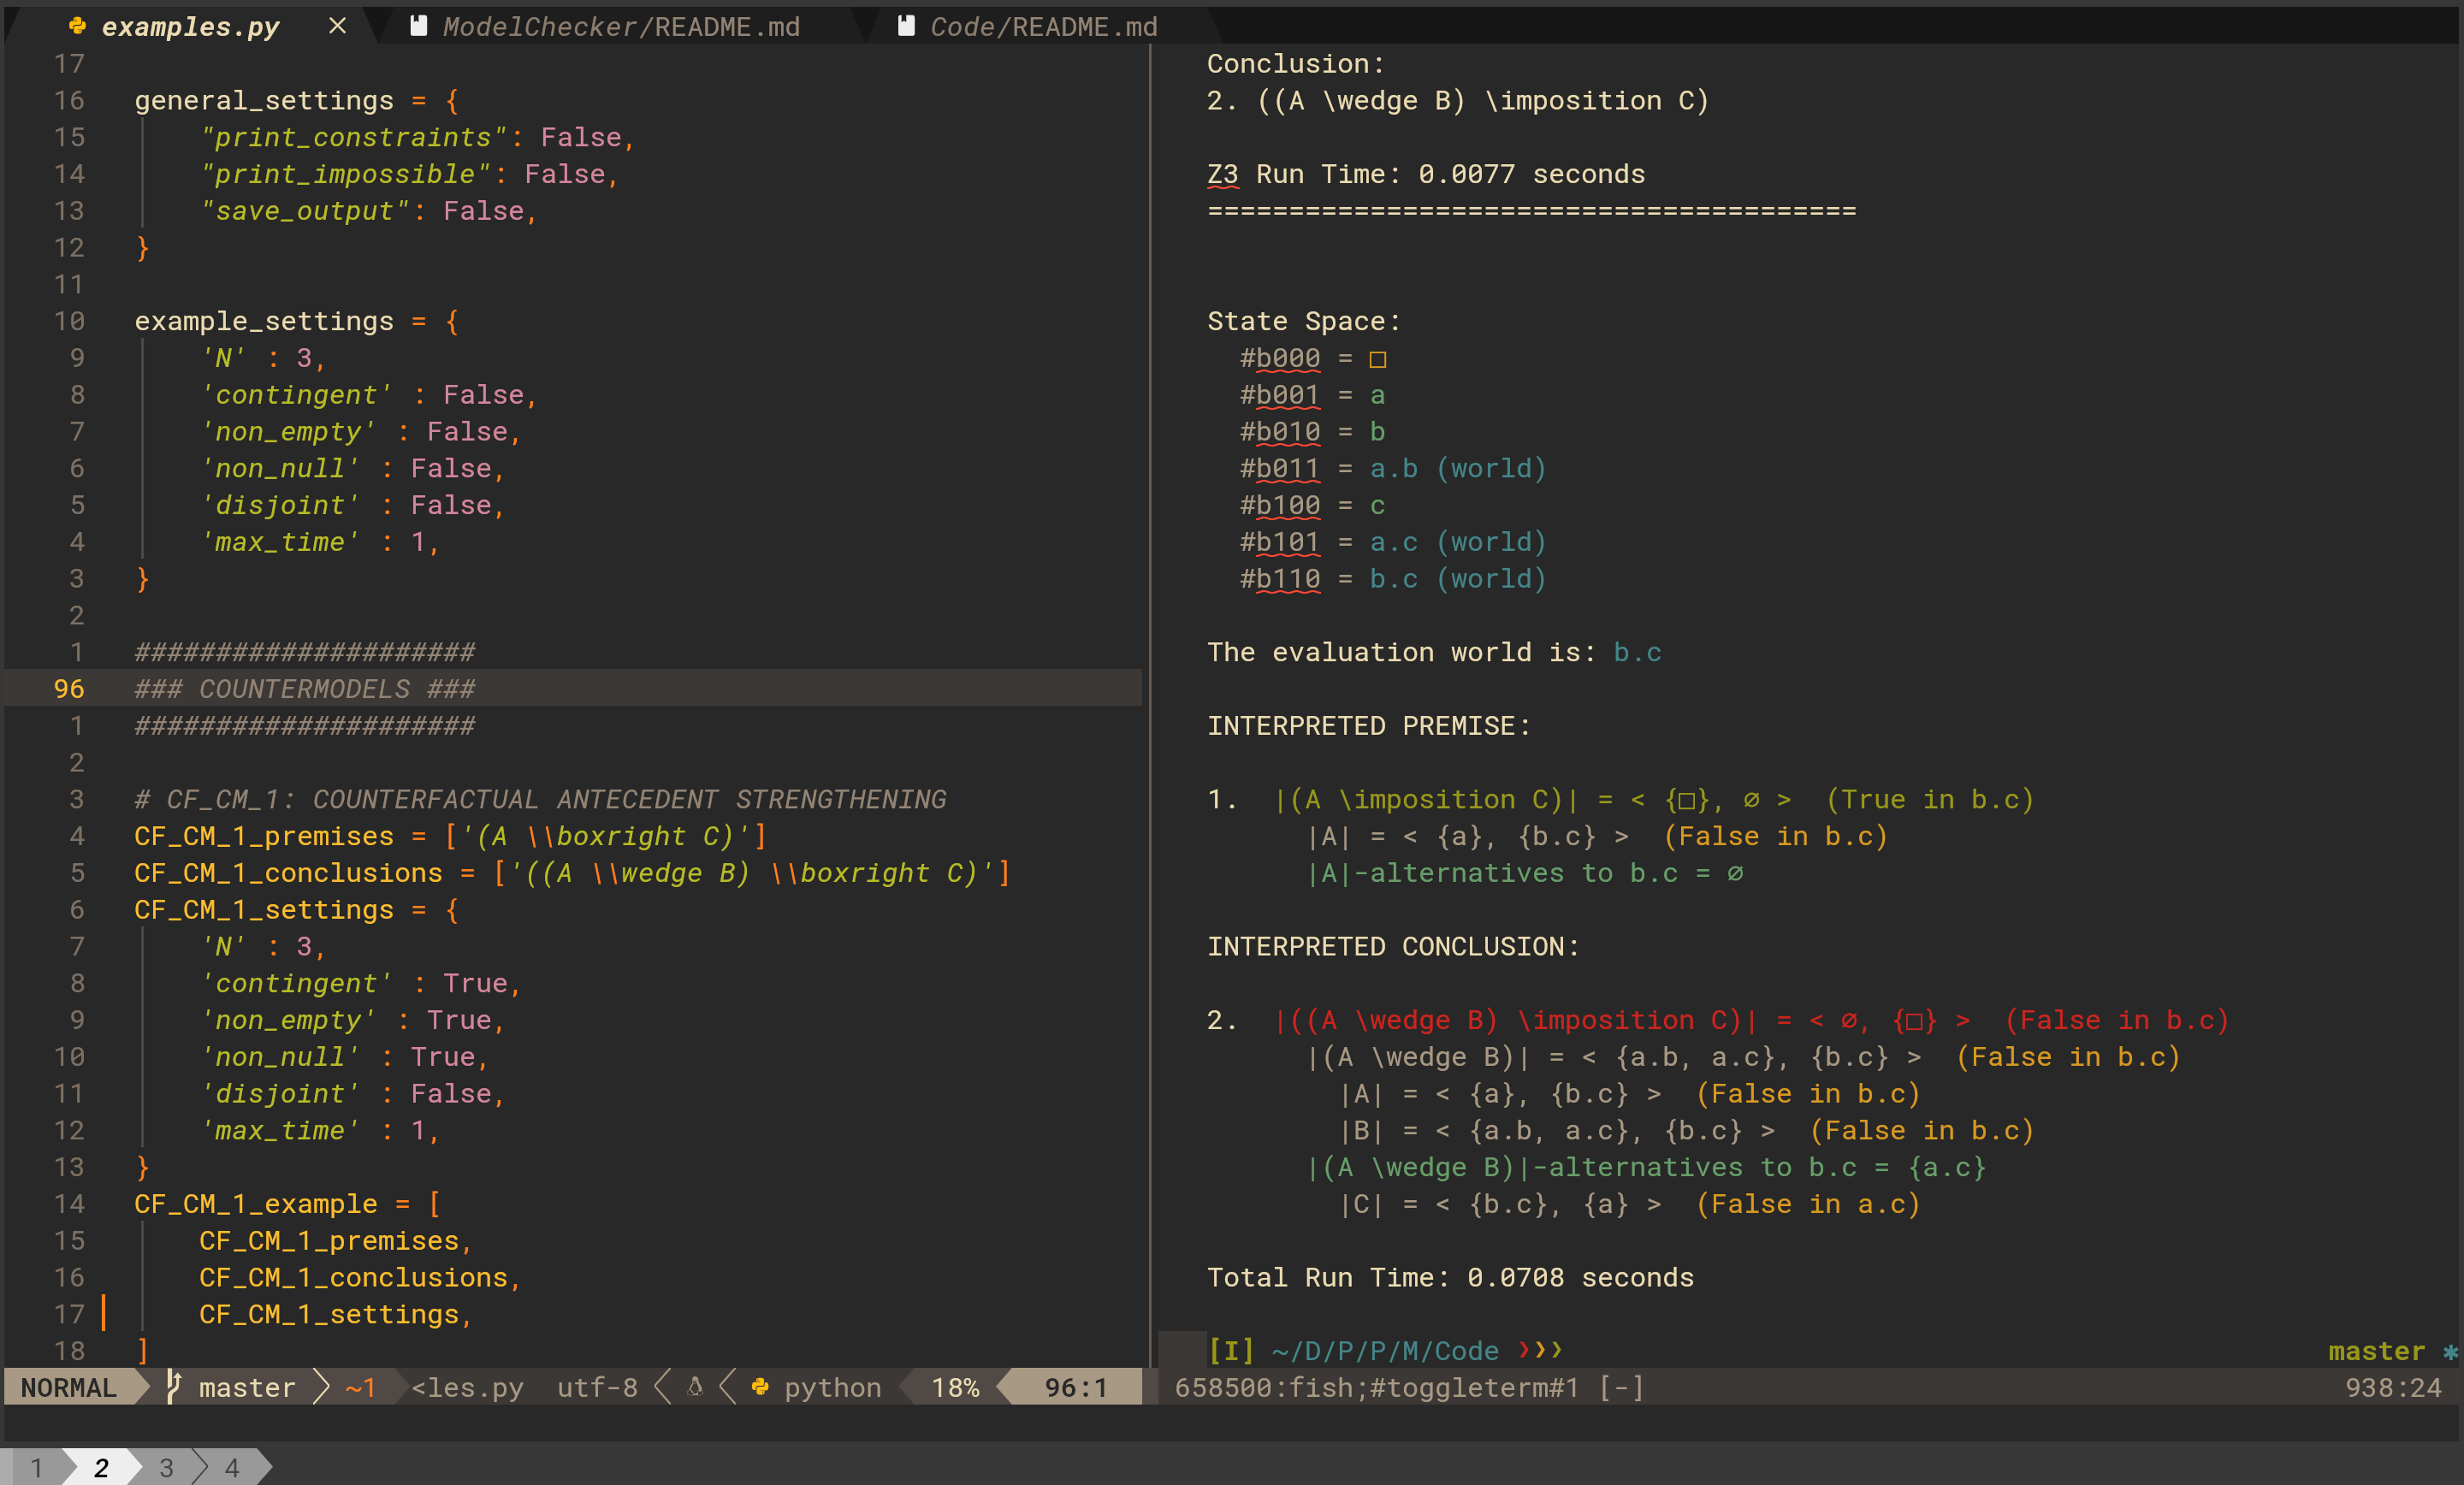 examples.py × ModelChecker/README.md Code/README.md
17
16 general_settings = {
15 "print_constraints": False,
14 "print_impossible": False,
13 "save_output": False,
12 }
11
10 example_settings = {
9 'N' : 3,
8 'contingent' : False,
7 'non_empty' : False,
6 'non_null' : False,
5 'disjoint' : False,
4 'max_time' : 1,
3 }
2
1 #####################
96 ### COUNTERMODELS ###
1 #####################
2
3 # CF_CM_1: COUNTERFACTUAL ANTECEDENT STRENGTHENING
4 CF_CM_1_premises = ['(A \\boxright C)']
5 CF_CM_1_conclusions = ['((A \\wedge B) \\boxright C)']
6 CF_CM_1_settings = {
7 'N' : 3,
8 'contingent' : True,
9 'non_empty' : True,
10 'non_null' : True,
11 'disjoint' : False,
12 'max_time' : 1,
13 }
14 CF_CM_1_example = [
15 CF_CM_1_premises,
16 CF_CM_1_conclusions,
17 CF_CM_1_settings,
18 ]
NORMAL master ~1 <les.py utf-8 python 18% 96:1
Conclusion:
2. ((A \wedge B) \imposition C)
Z3 Run Time: 0.0077 seconds
========================================
State Space:
#b000 = □
#b001 = a
#b010 = b
#b011 = a.b (world)
#b100 = c
#b101 = a.c (world)
#b110 = b.c (world)
The evaluation world is: b.c
INTERPRETED PREMISE:
1. |(A \imposition C)| = < {□}, ∅ > (True in b.c)
|A| = < {a}, {b.c} > (False in b.c)
|A|-alternatives to b.c = ∅
INTERPRETED CONCLUSION:
2. |((A \wedge B) \imposition C)| = < ∅, {□} > (False in b.c)
|(A \wedge B)| = < {a.b, a.c}, {b.c} > (False in b.c)
|A| = < {a}, {b.c} > (False in b.c)
|B| = < {a.b, a.c}, {b.c} > (False in b.c)
|(A \wedge B)|-alternatives to b.c = {a.c}
|C| = < {b.c}, {a} > (False in a.c)
Total Run Time: 0.0708 seconds
[I] ~/D/P/P/M/Code ❯❯❯ master ✱
658500:fish;#toggleterm#1 [-] 938:24
1 2 3 4